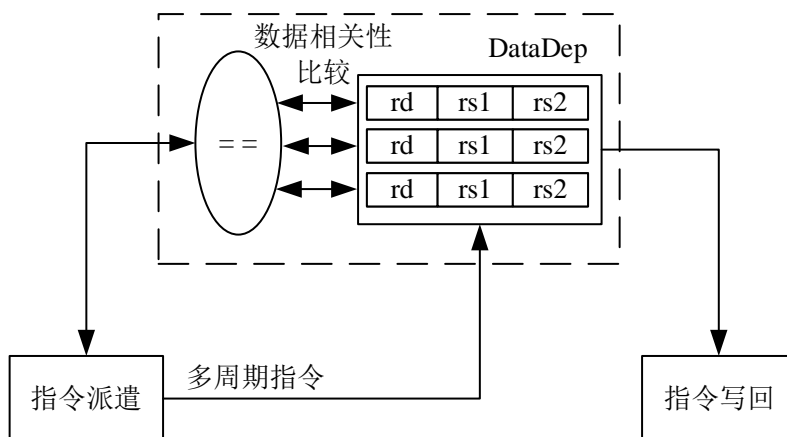 数据相关性
比较
DataDep
==
rd rs1 rs2
rd rs1 rs2
rd rs1 rs2
指令派遣
多周期指令
指令写回